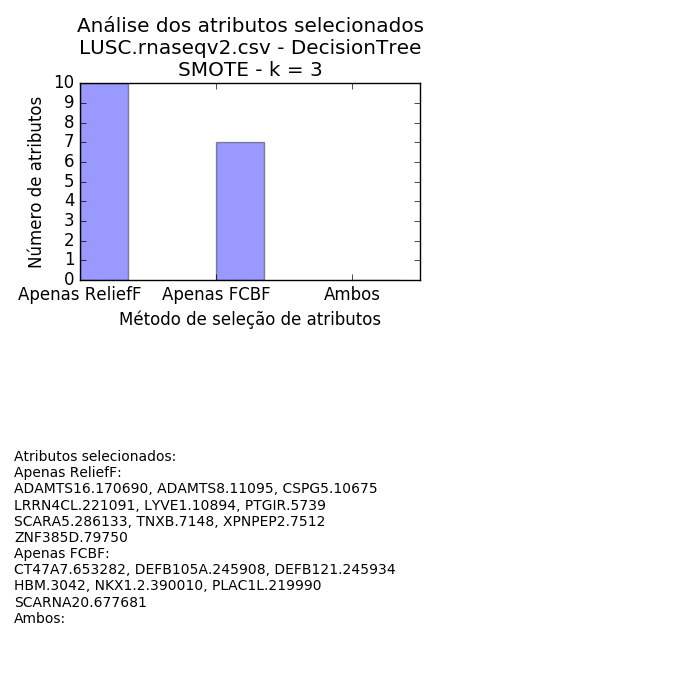 Análise dos atributos selecionados
LUSC.rnaseqv2.csv - DecisionTree
SMOTE - k = 3
10
9
8
7
6
5
4
3
2
1
0
Número de atributos
Apenas ReliefF
Apenas FCBF
Ambos
Método de seleção de atributos
Atributos selecionados:
Apenas ReliefF:
ADAMTS16.170690, ADAMTS8.11095, CSPG5.10675
LRRN4CL.221091, LYVE1.10894, PTGIR.5739
SCARA5.286133, TNXB.7148, XPNPEP2.7512
ZNF385D.79750
Apenas FCBF:
CT47A7.653282, DEFB105A.245908, DEFB121.245934
HBM.3042, NKX1.2.390010, PLAC1L.219990
SCARNA20.677681
Ambos: